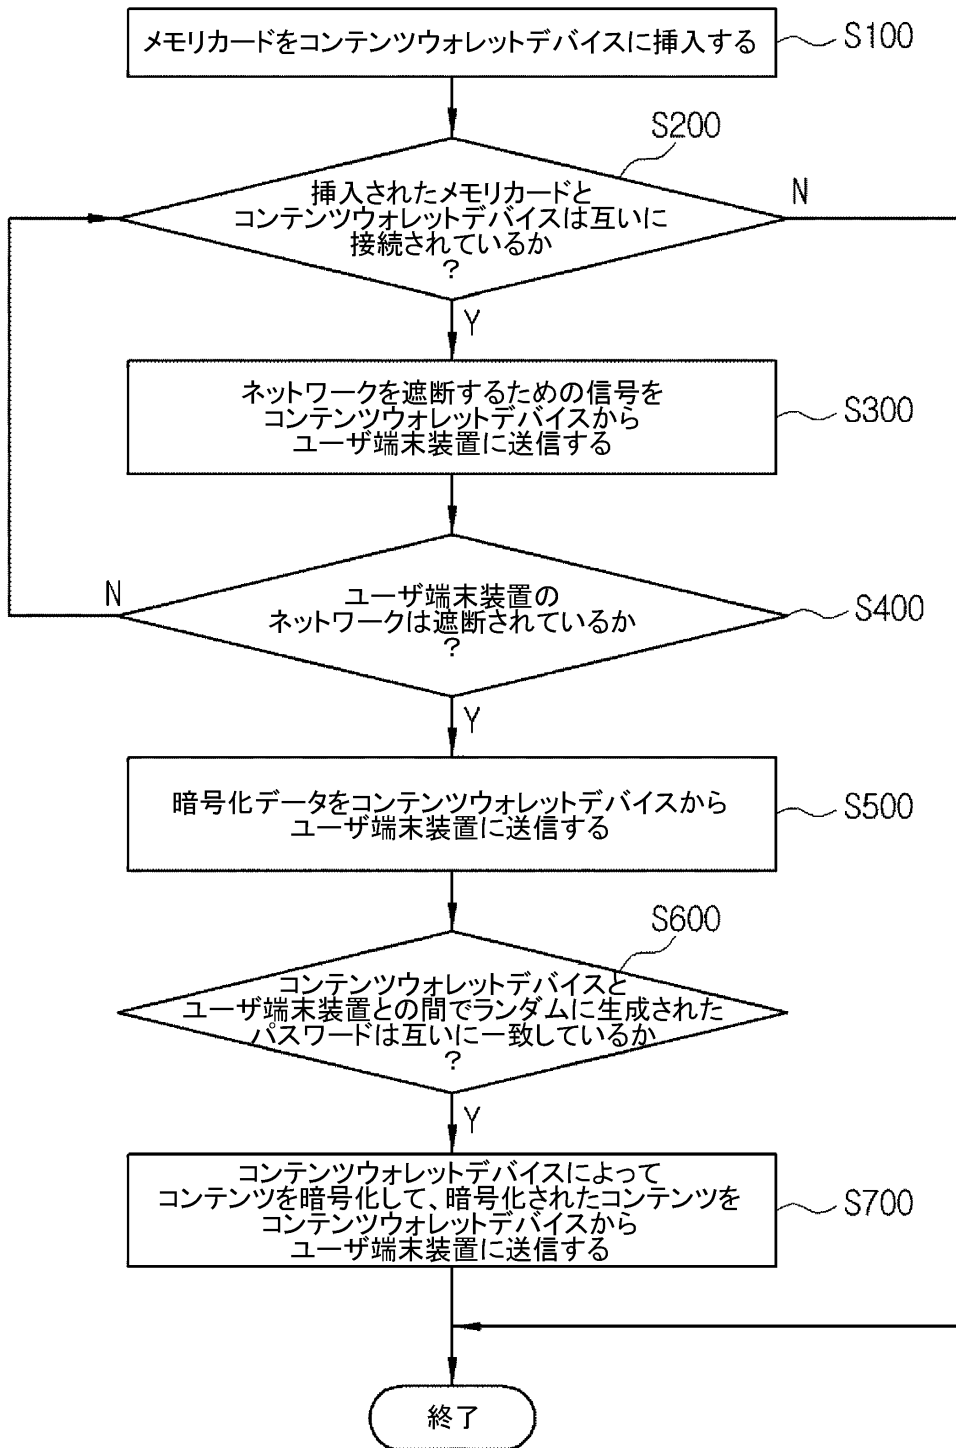 メモリカードをコンテンツウォレットデバイスに挿入する
S100
S200
挿入されたメモリカードと
コンテンツウォレットデバイスは互いに
接続されているか
?
N
Y
ネットワークを遮断するための信号を
コンテンツウォレットデバイスから
ユーザ端末装置に送信する
S300
ユーザ端末装置の
ネットワークは遮断されているか
?
N
S400
Y
暗号化データをコンテンツウォレットデバイスから
ユーザ端末装置に送信する
S500
S600
コンテンツウォレットデバイスと
ユーザ端末装置との間でランダムに生成された
パスワードは互いに一致しているか
?
Y
コンテンツウォレットデバイスによって
コンテンツを暗号化して、暗号化されたコンテンツを
コンテンツウォレットデバイスから
ユーザ端末装置に送信する
S700
終了